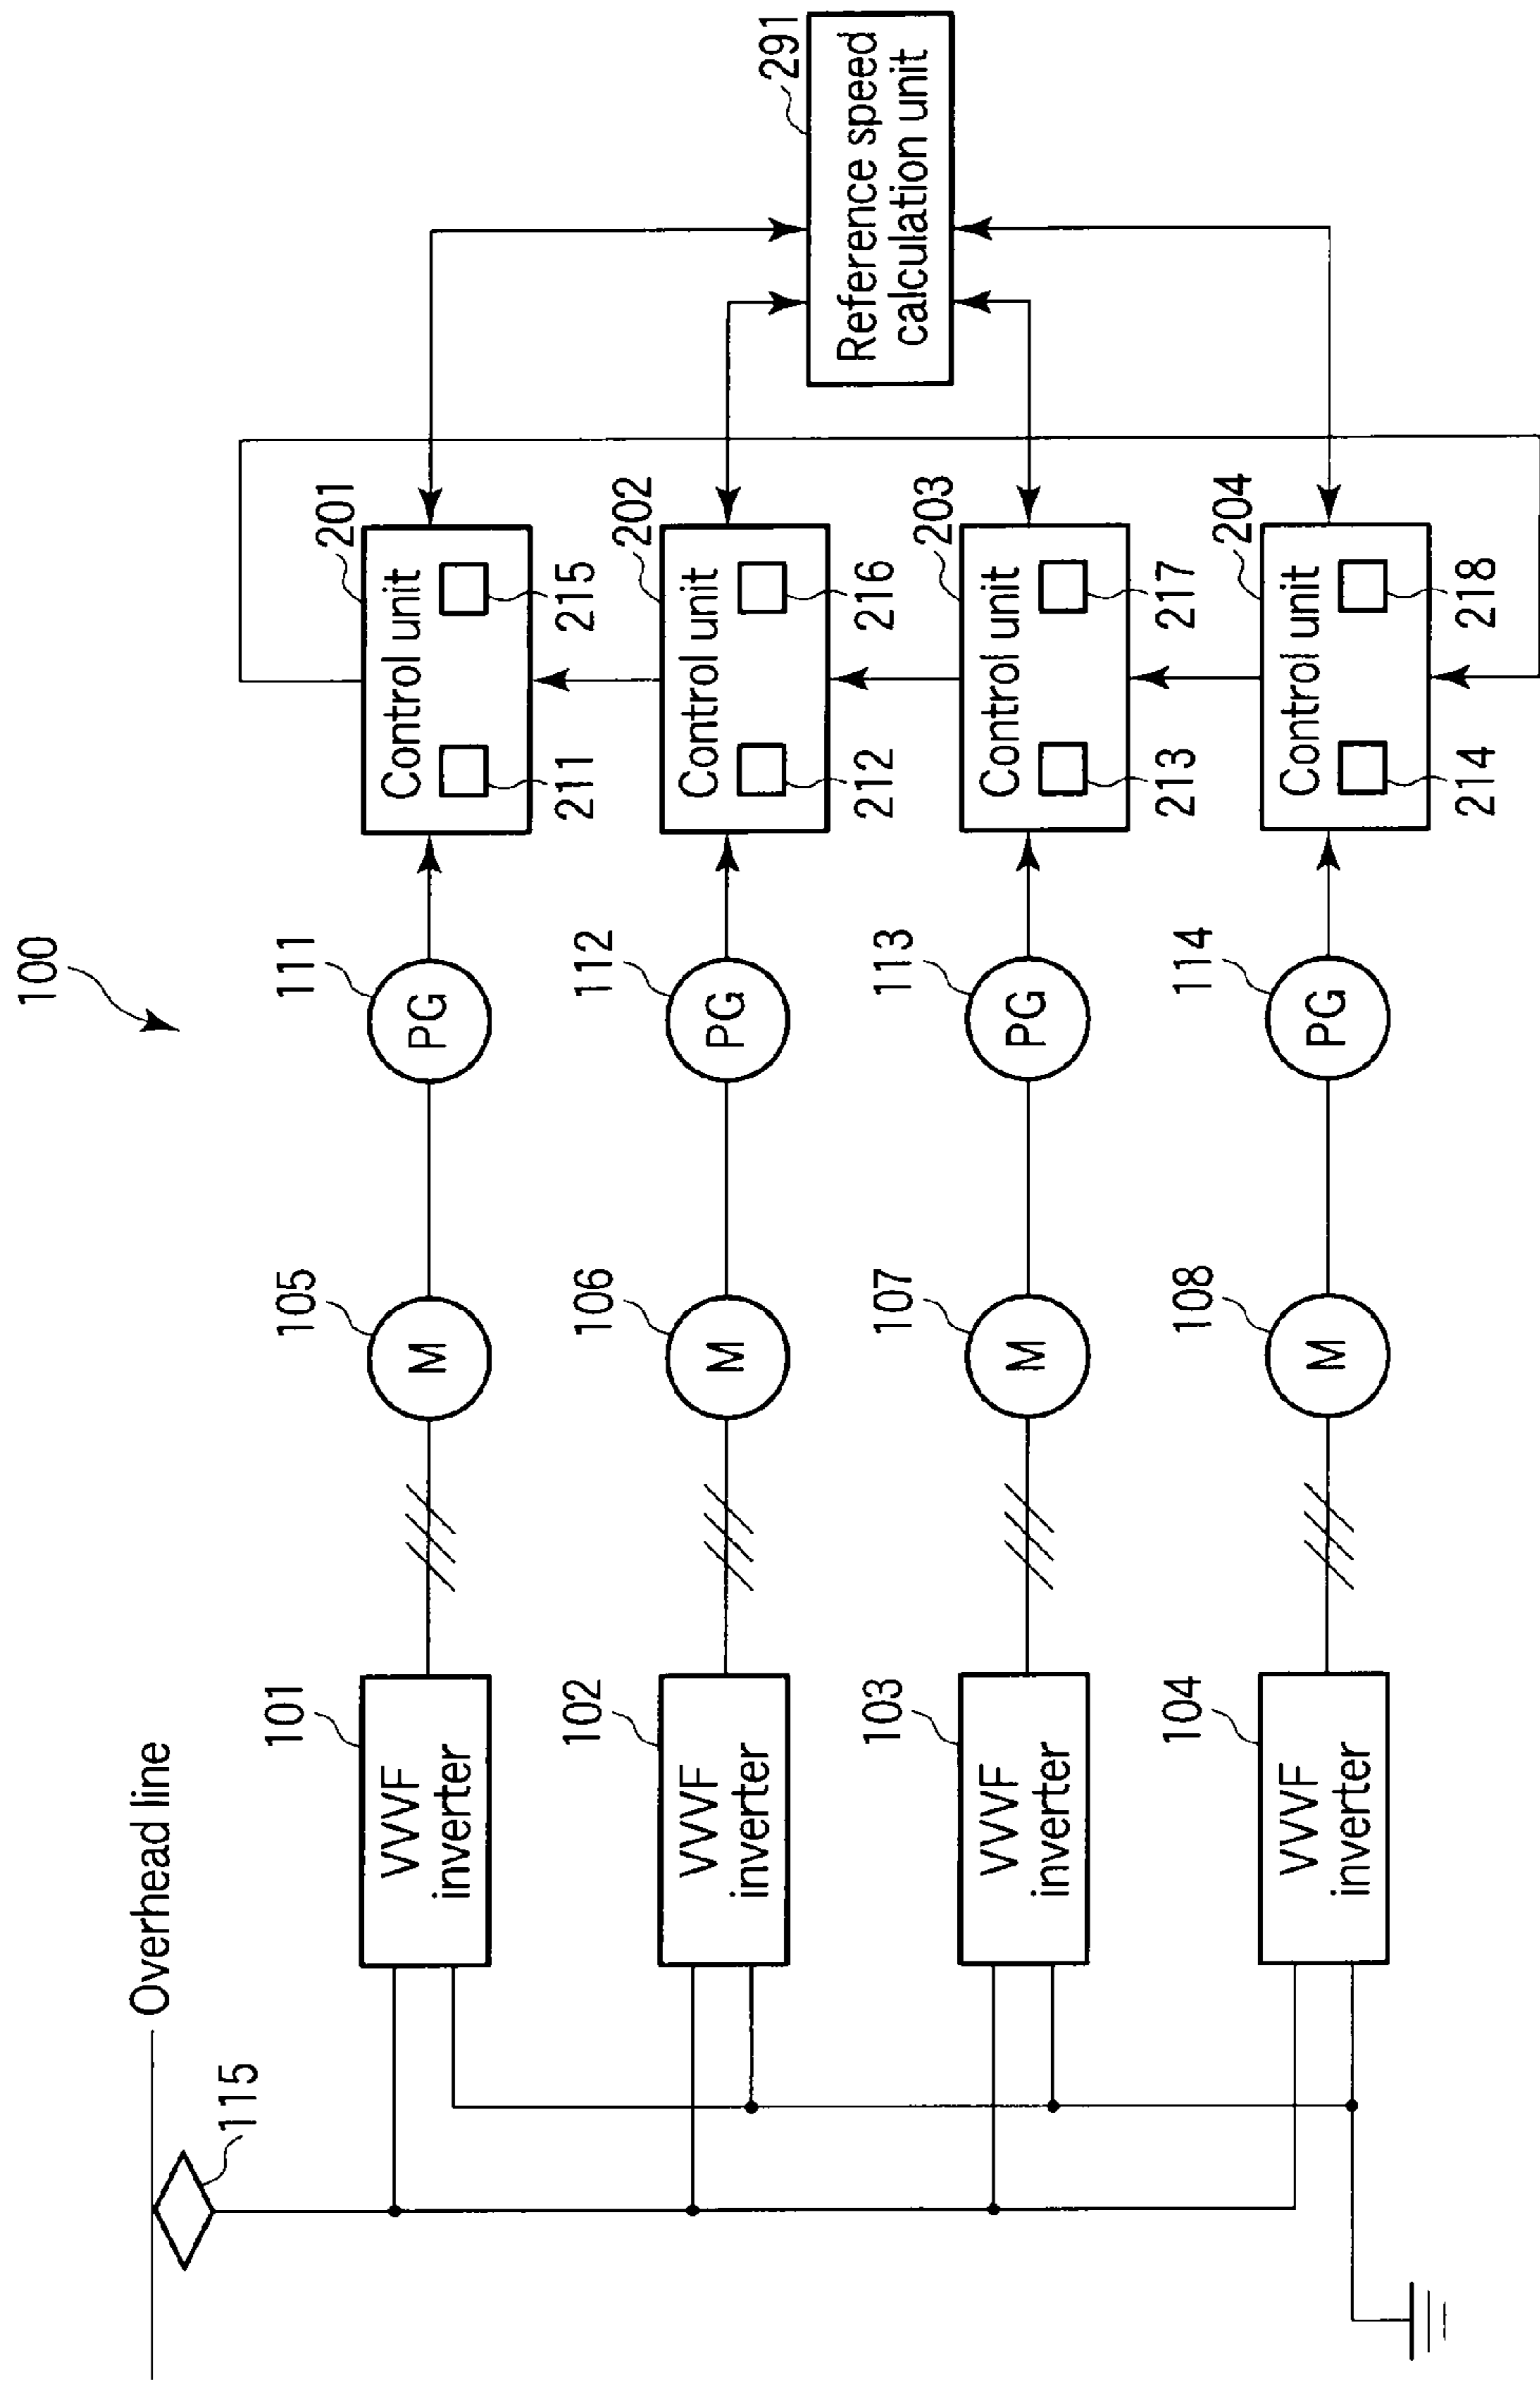 100
Overhead line
115
101
VVVF
inverter
105
M
111
PG
201
Control unit
211
215
102
VVVF
inverter
106
M
112
PG
202
Control unit
212
216
103
VVVF
inverter
107
M
113
PG
203
Control unit
213
217
104
VVVF
inverter
108
M
114
PG
204
Control unit
214
218
291
Reference speed
calculation unit